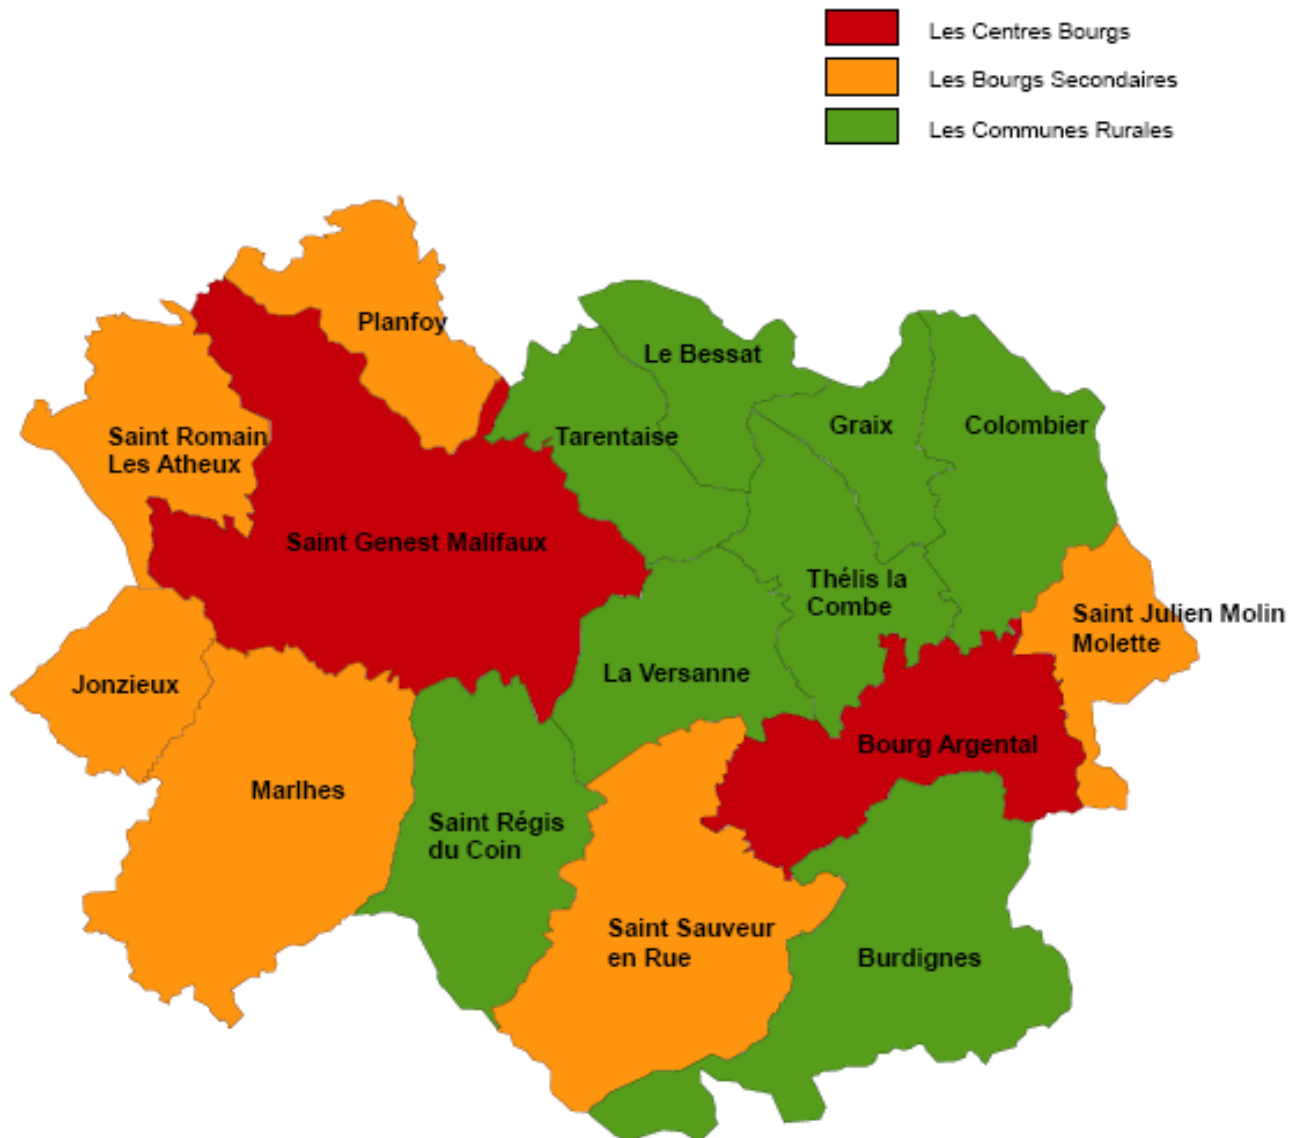 Les Centres Bourgs
Les Bourgs Secondaires
Les Communes Rurales
Planfoy
Le Bessat
Saint Romain
Les Atheux
Tarentaise
Graix
Colombier
Saint Genest Malifaux
Thélis la
Combe
Saint Julien Molin
Molette
Jonzieux
La Versanne
Bourg Argental
Marlhes
Saint Régis
du Coin
Saint Sauveur
en Rue
Burdignes